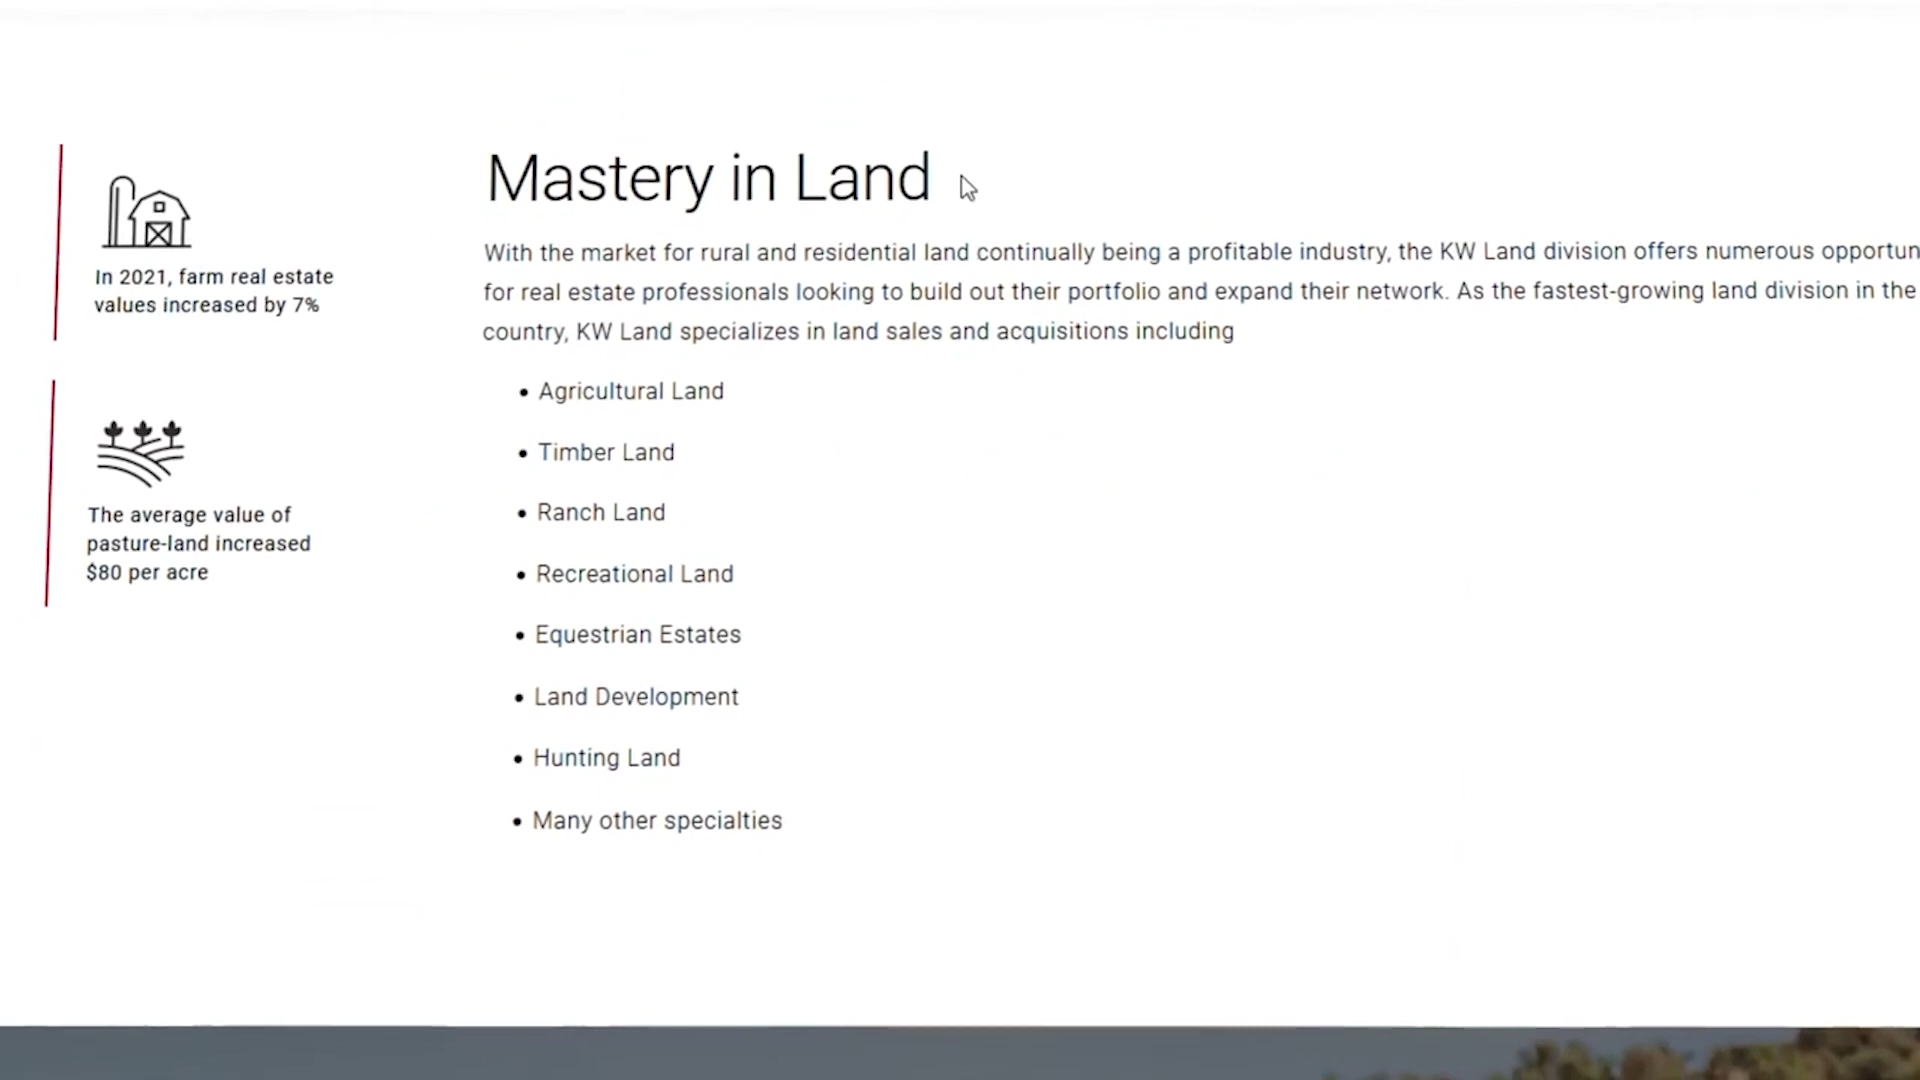 In 2021, farm real estate
values increased by 7%
The average value of
pasture-land increased
$80 per acre
Mastery in Land
With the market for rural and residential land continually being a profitable industry, the KW Land division offers numerous
for real estate professionals looking to build out their portfolio and expand their network. As the fastest-growing land division in the
country, KW Land specializes in land sales and acquisitions including
• Agricultural Land
• Timber Land
• Ranch Land
• Recreational Land
• Equestrian Estates
• Land Development
• Hunting Land
• Many other specialties